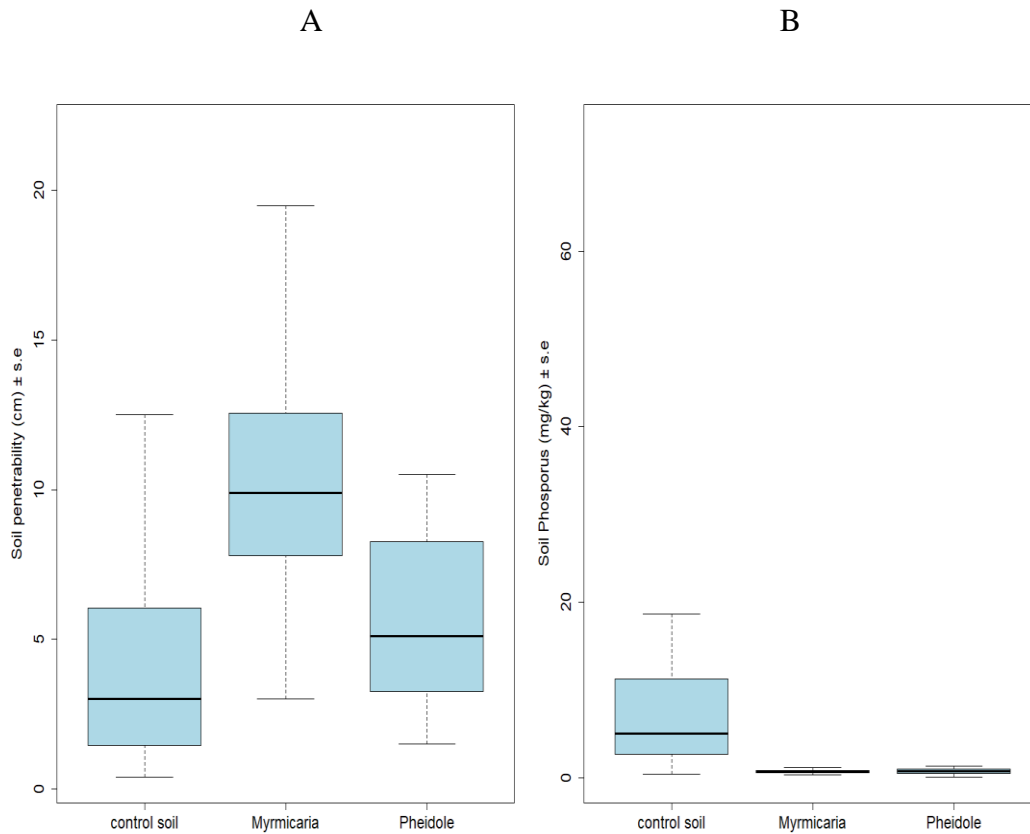 A
B
Soil penetrability (cm) ± s.e
20
15
10
5
0
control soil
Myrmicaria
Pheidole
Soil Phosporus (mg/kg) ± s.e
60
40
20
0
control soil
Myrmicaria
Pheidole